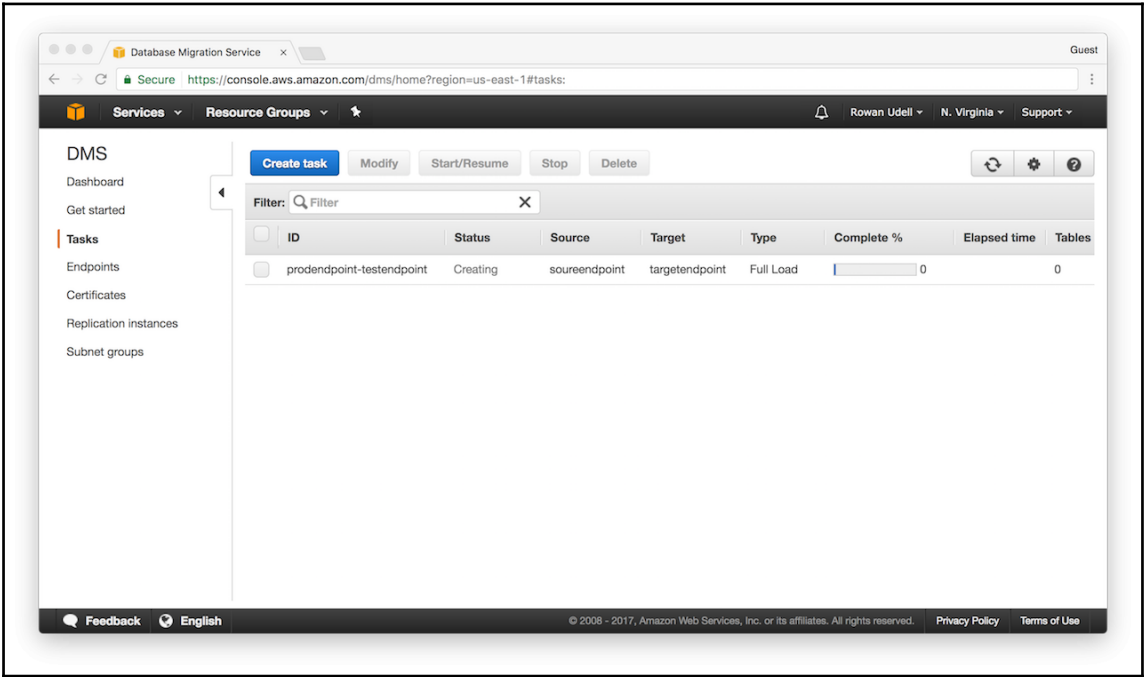 Database Migration Service ×
Guest
Secure https://console.aws.amazon.com/dms/home?region=us-east-1#tasks:
Services Resource Groups Rowan Udell N. Virginia Support
DMS
Dashboard
Get started
Tasks
Endpoints
Certificates
Replication instances
Subnet groups
Create task Modify Start/Resume Stop Delete
Filter: Filter
ID Status Source Target Type Complete % Elapsed time Tables
prodendpoint-testendpoint Creating soureendpoint targetendpoint Full Load 0 0
Feedback English © 2008 - 2017, Amazon Web Services, Inc. or its affiliates. All rights reserved. Privacy Policy Terms of Use